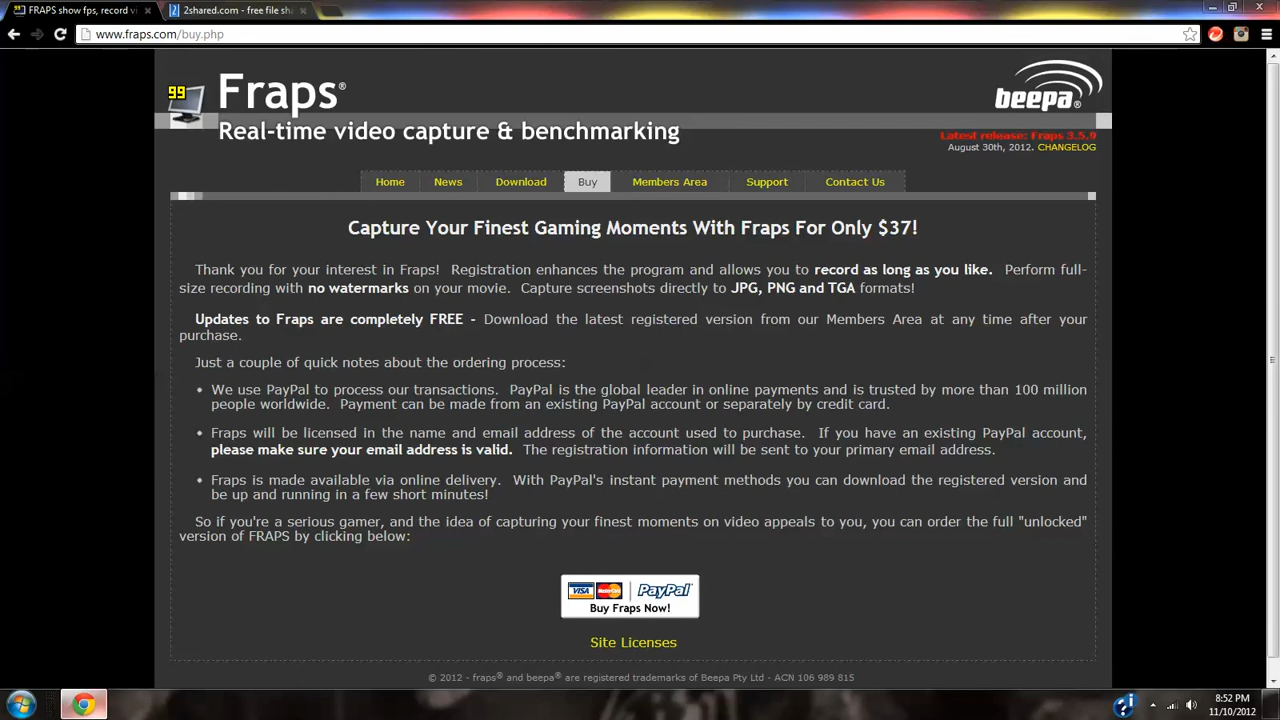 FRAPS show fps, record v
2shared.com - free file sha
www.fraps.com/buy.php
99
Fraps®
beepa®
Real-time video capture & benchmarking
Latest release: Fraps 3.5.9
August 30th, 2012. CHANGELOG
Home News Download Buy Members Area Support Contact Us
Capture Your Finest Gaming Moments With Fraps For Only $37!
Thank you for your interest in Fraps! Registration enhances the program and allows you to record as long as you like. Perform full-
size recording with no watermarks on your movie. Capture screenshots directly to JPG, PNG and TGA formats!
Updates to Fraps are completely FREE - Download the latest registered version from our Members Area at any time after your
purchase.
Just a couple of quick notes about the ordering process:
• We use PayPal to process our transactions. PayPal is the global leader in online payments and is trusted by more than 100 million
people worldwide. Payment can be made from an existing PayPal account or separately by credit card.
• Fraps will be licensed in the name and email address of the account used to purchase. If you have an existing PayPal account,
please make sure your email address is valid. The registration information will be sent to your primary email address.
• Fraps is made available via online delivery. With PayPal's instant payment methods you can download the registered version and
be up and running in a few short minutes!
So if you're a serious gamer, and the idea of capturing your finest moments on video appeals to you, you can order the full "unlocked"
version of FRAPS by clicking below:
VISA MasterCard PayPal
Buy Fraps Now!
Site Licenses
© 2012 - fraps® and beepa® are registered trademarks of Beepa Pty Ltd - ACN 106 989 815
8:52 PM
11/10/2012